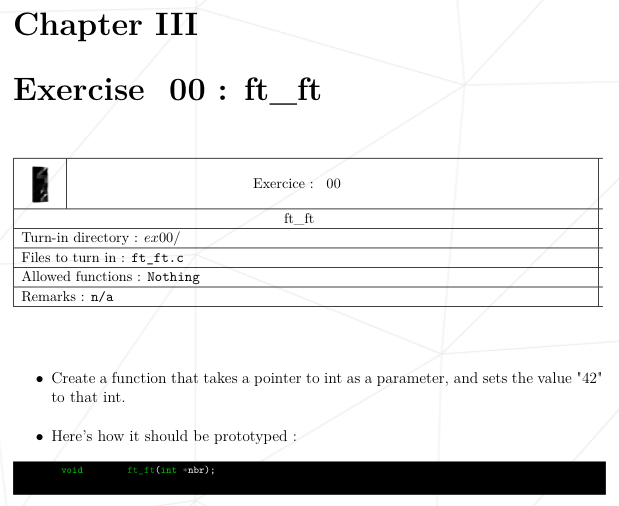 Chapter III
Exercise 00 : ft_ft
Exercice : 00
ft_ft
Turn-in directory : ex00/
Files to turn in : ft_ft.c
Allowed functions : Nothing
Remarks : n/a
• Create a function that takes a pointer to int as a parameter, and sets the value "42"
to that int.
• Here's how it should be prototyped :
void ft_ft(int *nbr);